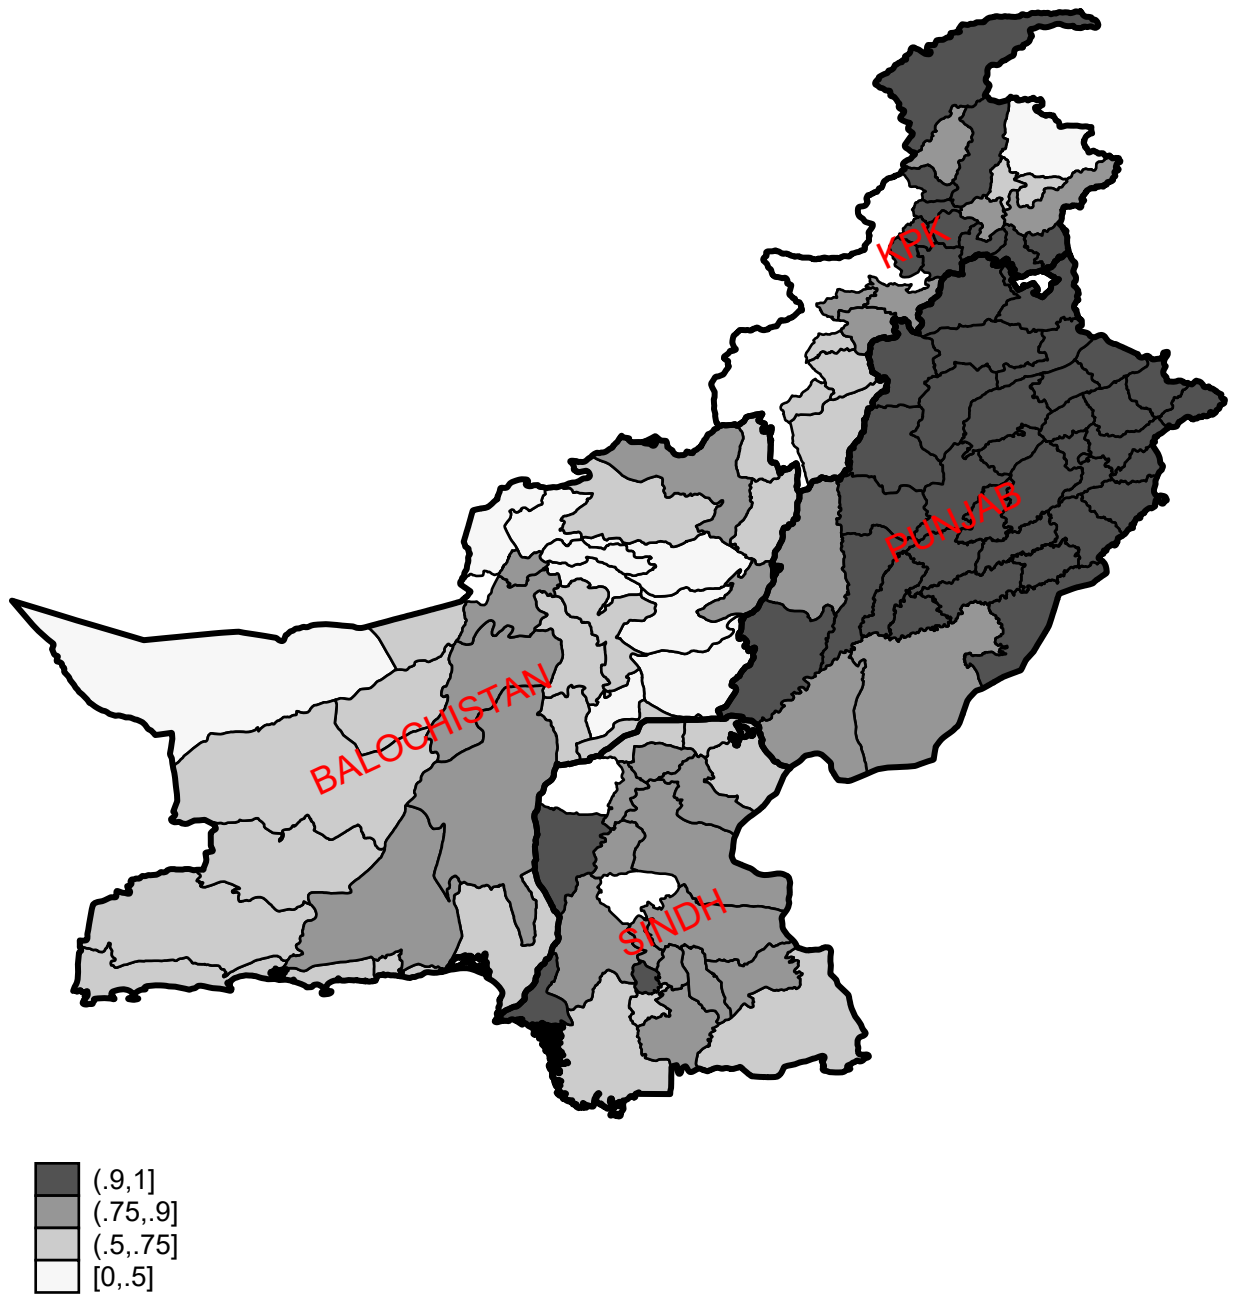 KPK
PUNJAB
BALOCHISTAN
SINDH
(.9,1]
(.75,.9]
(.5,.75]
[0,.5]